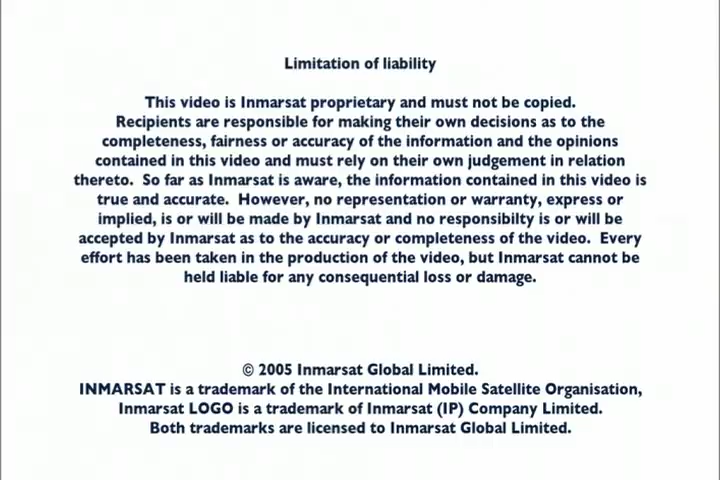 Limitation of liability
This video is Inmarsat proprietary and must not be copied.
Recipients are responsible for making their own decisions as to the
completeness, fairness or accuracy of the information and the opinions
contained in this video and must rely on their own judgement in relation
thereto.  So far as Inmarsat is aware, the information contained in this video is
true and accurate.  However, no representation or warranty, express or
implied, is or will be made by Inmarsat and no responsibilty is or will be
accepted by Inmarsat as to the accuracy or completeness of the video.  Every
effort has been taken in the production of the video, but Inmarsat cannot be
held liable for any consequential loss or damage.
© 2005 Inmarsat Global Limited.
INMARSAT is a trademark of the International Mobile Satellite Organisation,
Inmarsat LOGO is a trademark of Inmarsat (IP) Company Limited.
Both trademarks are licensed to Inmarsat Global Limited.